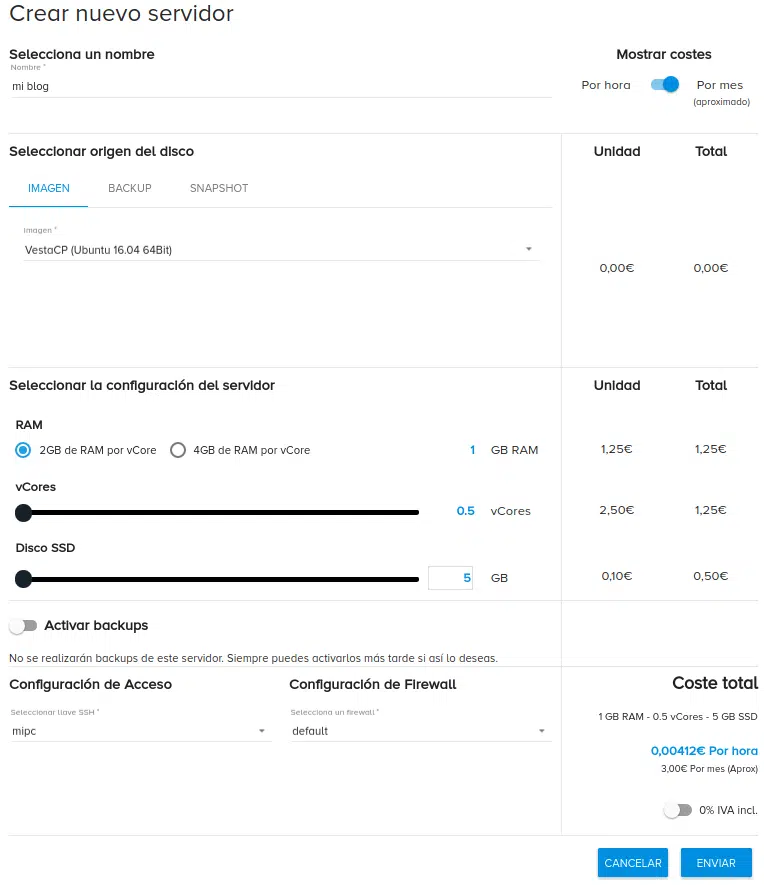 Crear nuevo servidor
Selecciona un nombre
Mostrar costes
Nombre *
mi blog
Por hora
Por mes
(aproximado)
Seleccionar origen del disco
Unidad
Total
IMAGEN
BACKUP
SNAPSHOT
Imagen *
VestaCP (Ubuntu 16.04 64Bit)
0,00€
0,00€
Seleccionar la configuración del servidor
Unidad
Total
RAM
2GB de RAM por vCore
4GB de RAM por vCore
1
GB RAM
1,25€
1,25€
vCores
0.5
vCores
2,50€
1,25€
Disco SSD
5
GB
0,10€
0,50€
Activar backups
No se realizarán backups de este servidor. Siempre puedes activarlos más tarde si así lo deseas.
Configuración de Acceso
Configuración de Firewall
Coste total
Seleccionar llave SSH *
Selecciona un firewall *
mipc
default
1 GB RAM - 0.5 vCores - 5 GB SSD
0,00412€ Por hora
3,00€ Por mes (Aprox)
0% IVA incl.
CANCELAR
ENVIAR